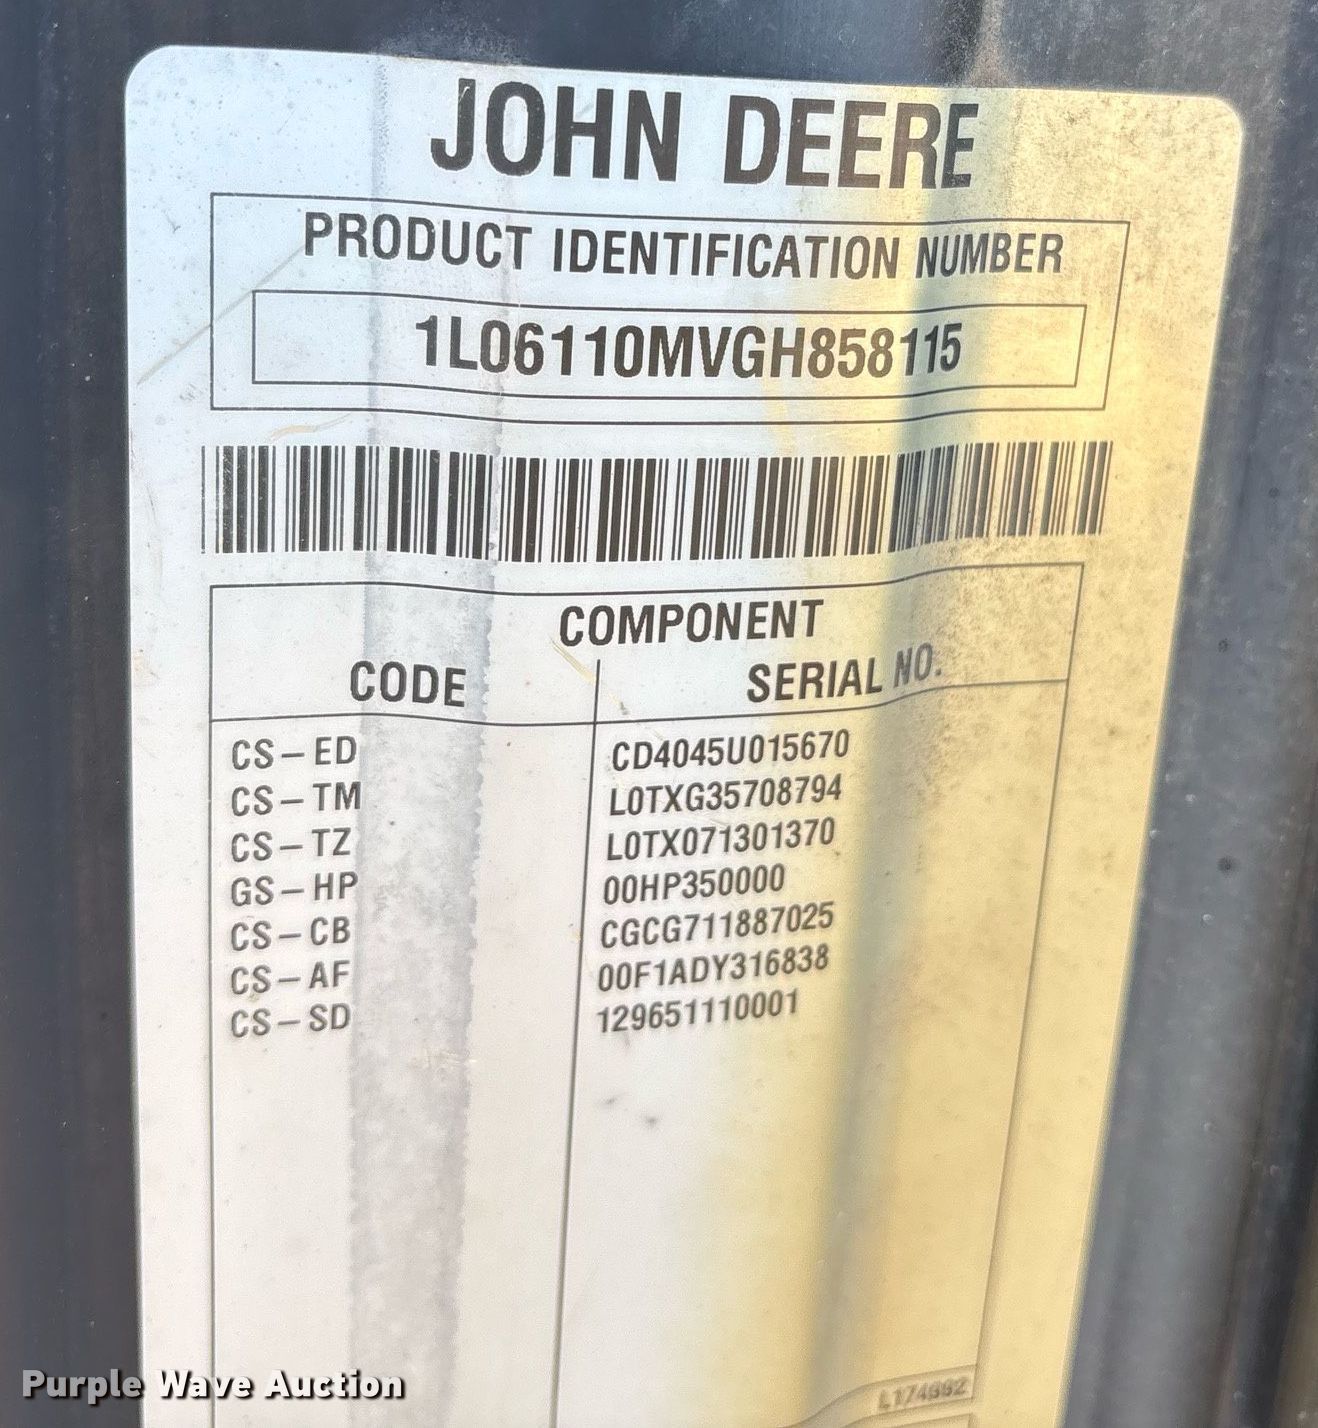 JOHN DEERE
PRODUCT IDENTIFICATION NUMBER
1L06110MVGH858115
COMPONENT
CODE SERIAL NO.
CS-ED CD4045U015670
CS-TM L0TXG35708794
CS-TZ L0TX071301370
GS-HP 00HP350000
CS-CB CGCG711887025
CS-AF 00F1ADY316838
CS-SD 129651110001
Purple Wave Auction